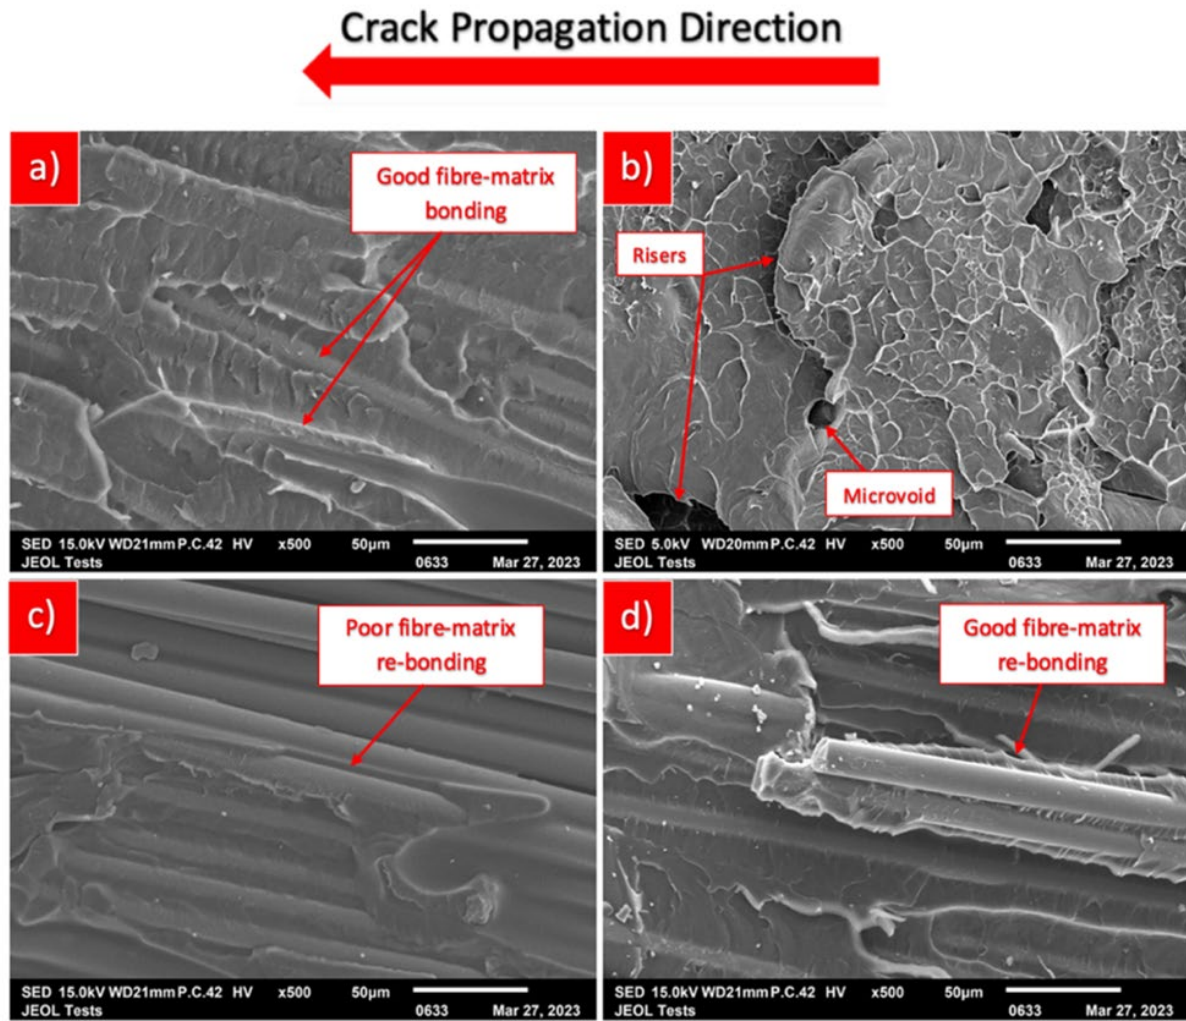 Crack Propagation Direction
a)
Good fibre-matrix
bonding
SED 15.0kV WD21mm P.C.42 HV x500 50μm
JEOL Tests 0633 Mar 27, 2023
b)
Risers
Microvoid
SED 5.0kV WD20mm P.C.42 HV x500 50μm
JEOL Tests 0633 Mar 27, 2023
c)
Poor fibre-matrix
re-bonding
SED 15.0kV WD21mm P.C.42 HV x500 50μm
JEOL Tests 0633 Mar 27, 2023
d)
Good fibre-matrix
re-bonding
SED 15.0kV WD21mm P.C.42 HV x500 50μm
JEOL Tests 0633 Mar 27, 2023